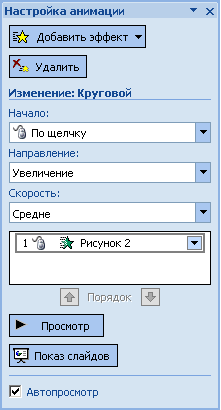 Настройка анимации
Добавить эффект
Удалить
Изменение: Круговой
Начало:
По щелчку
Направление:
Увеличение
Скорость:
Средне
1 Рисунок 2
Порядок
Просмотр
Показ слайдов
Автопросмотр